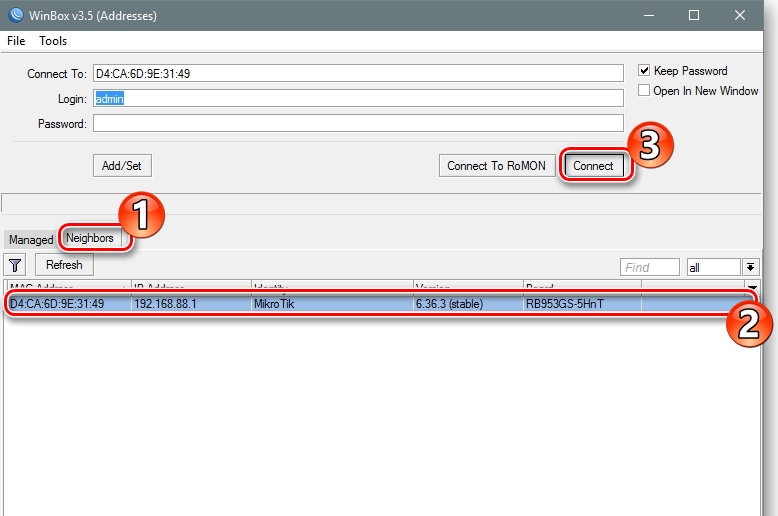 WinBox v3.5 (Addresses)
File Tools
Connect To: D4:CA:6D:9E:31:49
Keep Password
Login: admin
Open In New Window
Password:
3
Add/Set Connect To RoMON Connect
1
Managed Neighbors
Refresh Find all
MAC Address IP Address Identity Version Board
D4:CA:6D:9E:31:49 192.168.88.1 MikroTik 6.36.3 (stable) RB953GS-5HnT
2